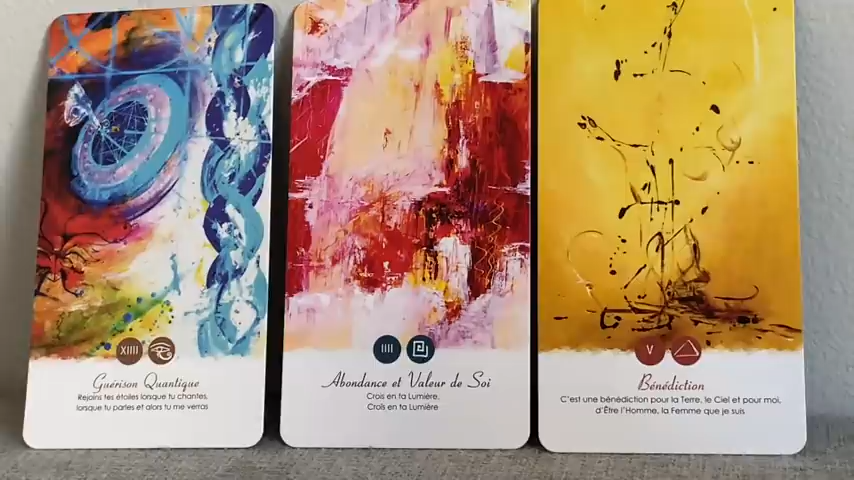 XIIII
Guérison Quantique
Rejoins tes étoiles lorsque tu chantes,
lorsque tu parles et alors tu me verras
IIII
Abondance et Valeur de Soi
Crois en ta Lumière,
Crois en ta Lumière
V
Bénédiction
C'est une bénédiction pour la Terre, le Ciel et pour moi,
d'Être l'Homme, la Femme que je suis